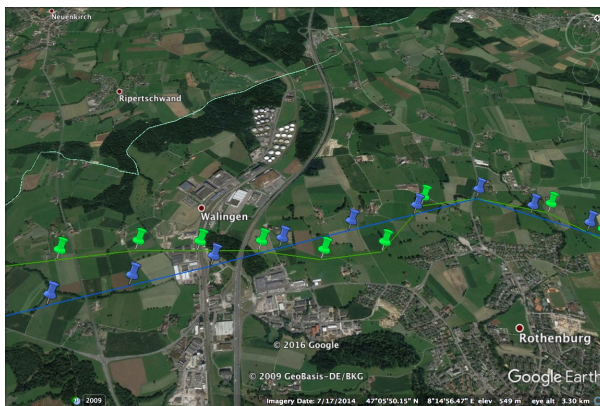 Neuenkirch
Ripertschwand
Walingen
Rothenburg
© 2016 Google
© 2009 GeoBasis-DE/BKG
Google Earth
2009
Imagery Date: 7/17/2014 47°05'50.15" N 8°14'56.47" E elev 549 m eye alt 3.30 km